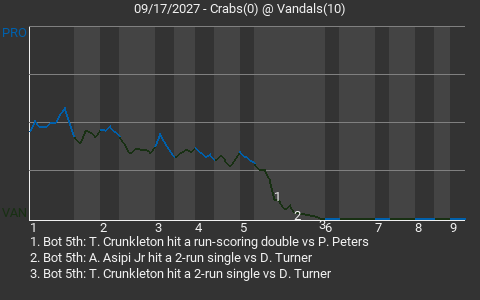 09/17/2027 - Crabs(0) @ Vandals(10)
PRO
VAN
1
2
3
1 2 3 4 5 6 7 8 9
1. Bot 5th: T. Crunkleton hit a run-scoring double vs P. Peters
2. Bot 5th: A. Asipi Jr hit a 2-run single vs D. Turner
3. Bot 5th: T. Crunkleton hit a 2-run single vs D. Turner